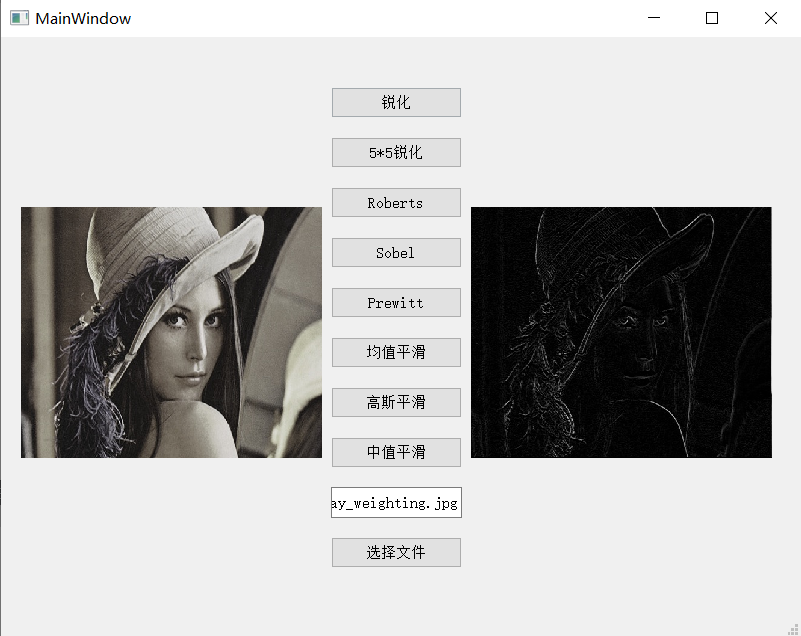 MainWindow
锐化
5*5锐化
Roberts
Sobel
Prewitt
均值平滑
高斯平滑
中值平滑
ay_weighting.jpg
选择文件